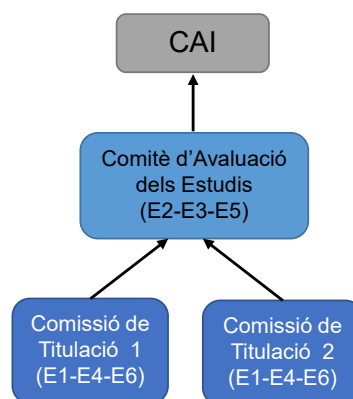 CAI
Comitè d'Avaluació
dels Estudis
(E2-E3-E5)
Comissió de
Titulació 1
(E1-E4-E6)
Comissió de
Titulació 2
(E1-E4-E6)